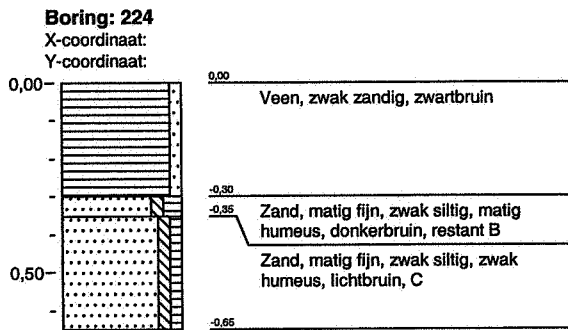 Boring: 224
X-coordinaat:
Y-coordinaat:
0,00
0,00
Veen, zwak zandig, zwartbruin
-0,30
-0,35
Zand, matig fijn, zwak siltig, matig
humeus, donkerbruin, restant B
Zand, matig fijn, zwak siltig, zwak
humeus, lichtbruin, C
0,50
-0,65